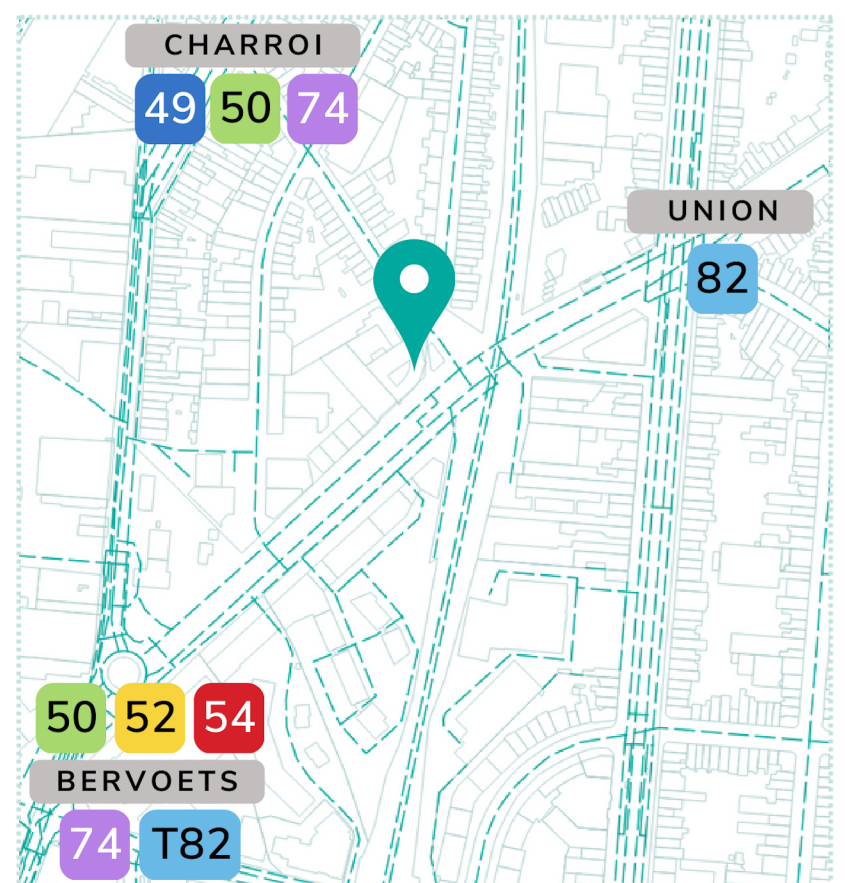 CHARROI
49 50 74
UNION
82
50 52 54
BERVOETS
74 T82